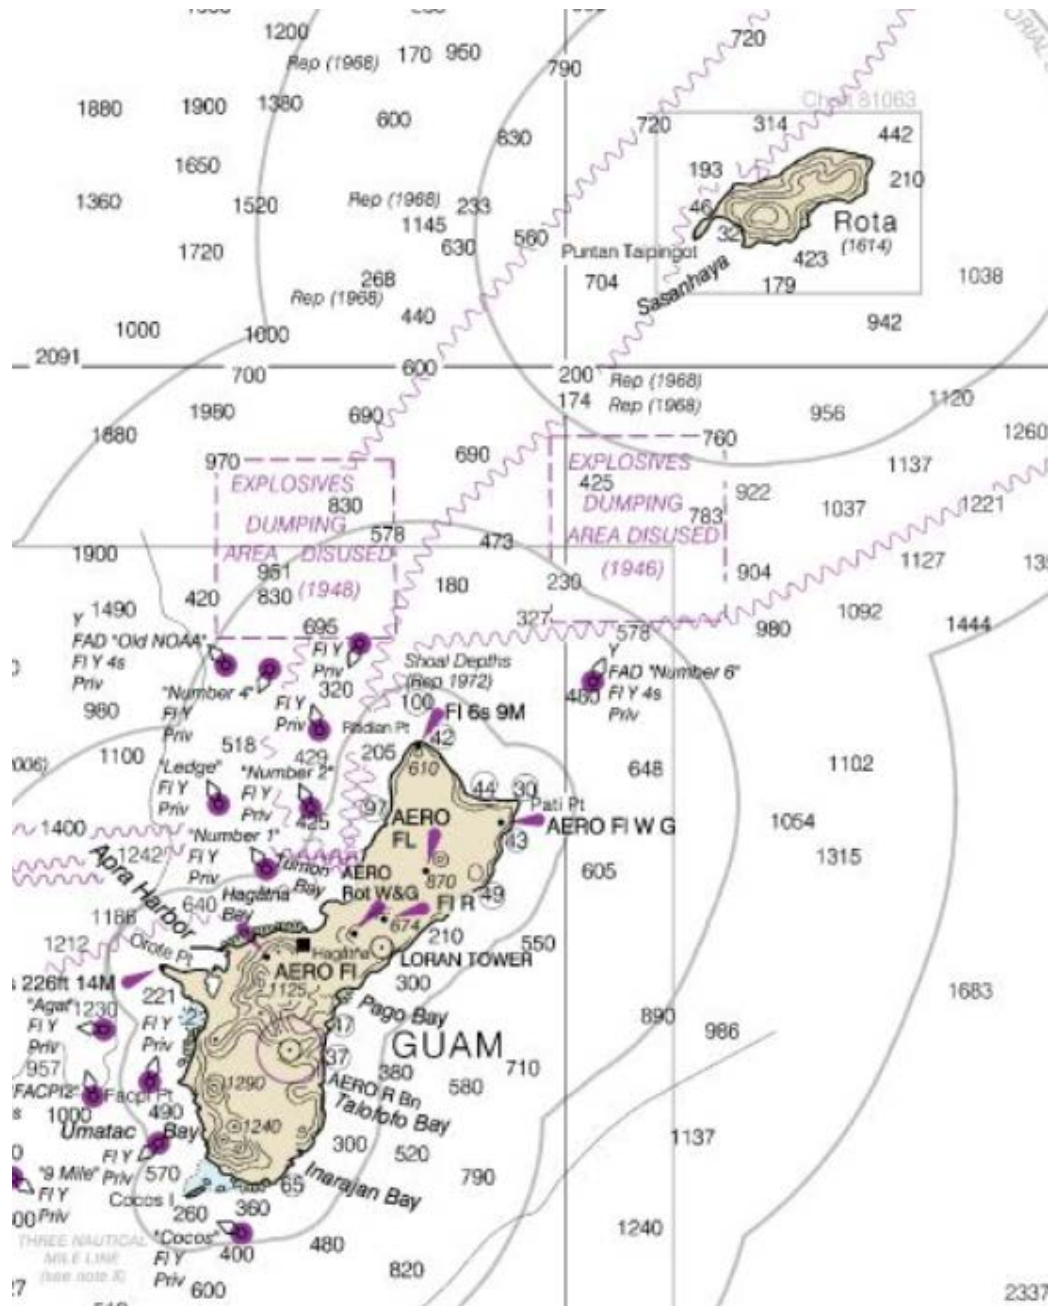 1200
Rep (1968)
170 950
790
720
1880 1900 1380
600
630
720
Chart 81063
314
442
1650
193
210
1360
1520
Rep (1968)
233
1145
630
560
46
32
Rota
(1614)
1720
Puntan Taipingot
423
268
Rep (1968)
704
Sasanhaya
179
1038
440
942
1000
1000
2091
700
600
200
Rep (1968)
174
Rep (1968)
1980
690
956
1120
1260
1880
970
690
760
EXPLOSIVES
DUMPING
AREA DISUSED
(1948)
830
578
951
830
695
EXPLOSIVES
DUMPING
AREA DISUSED
(1946)
425
783
922
1137
1037
1221
473
1900
420
180
230
904
1127
1490
327
578
980
1092
1444
Y
FAD "Old NOAA"
Fl Y 4s
Priv
"Number 4"
Fl Y
Priv
Fl Y
Priv
320
Shoal Depths
(Rep 1972)
100
Fl 6s 9M
Y
FAD "Number 6"
Fl Y 4s
Priv
480
980
Fl Y
Priv
518
429
Ritidian Pt
205
42
610
1100
2006)
"Ledge"
Fl Y
Priv
"Number 2"
Fl Y
Priv
425
97
44
30
Pati Pt
AERO Fl W G
43
648
1102
1054
1315
1400
1242
"Number 1"
Fl Y
Priv
AERO
FL
870
605
Tumon
Bay
AERO
Rot W&G
Fl R
49
Apra Harbor
Hagåtña
Bay
674
640
1188
1212
Orote Pt
Hagåtña
AERO Fl
210
LORAN TOWER
550
300
1125
226ft 14M
221
"Agat"
1230
Fl Y
Priv
Fl Y
Priv
Pago Bay
47
GUAM
890
986
1683
957
37
380
710
580
AERO R Bn
Talofofo Bay
"FACPI2"
Facpi Pt
1290
1000
490
1240
Umatac Bay
300
520
1137
Fl Y
Priv
"9 Mile"
Fl Y
Priv
570
Cocos I
65
Inarajan Bay
790
260
360
"Cocos"
Fl Y
Priv
400
480
1240
THREE NAUTICAL
MILE LINE
(see note X)
600
820
2337